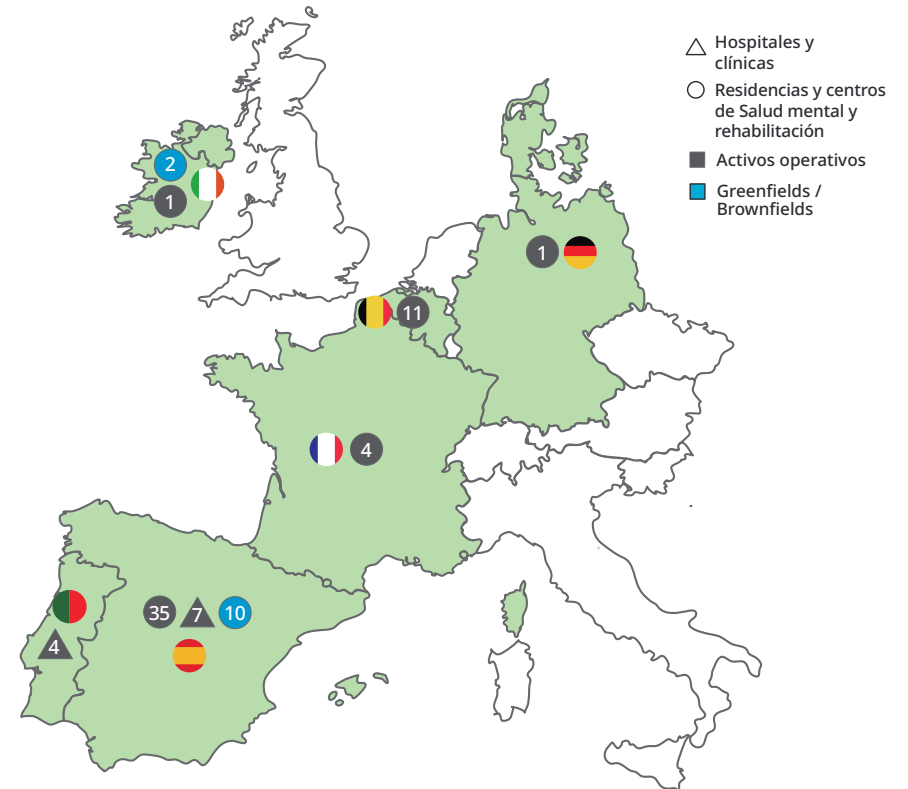 Hospitales y
clínicas
Residencias y centros
de Salud mental y
rehabilitación
Activos operativos
Greenfields /
Brownfields
2
1
1
11
4
35
7
10
4